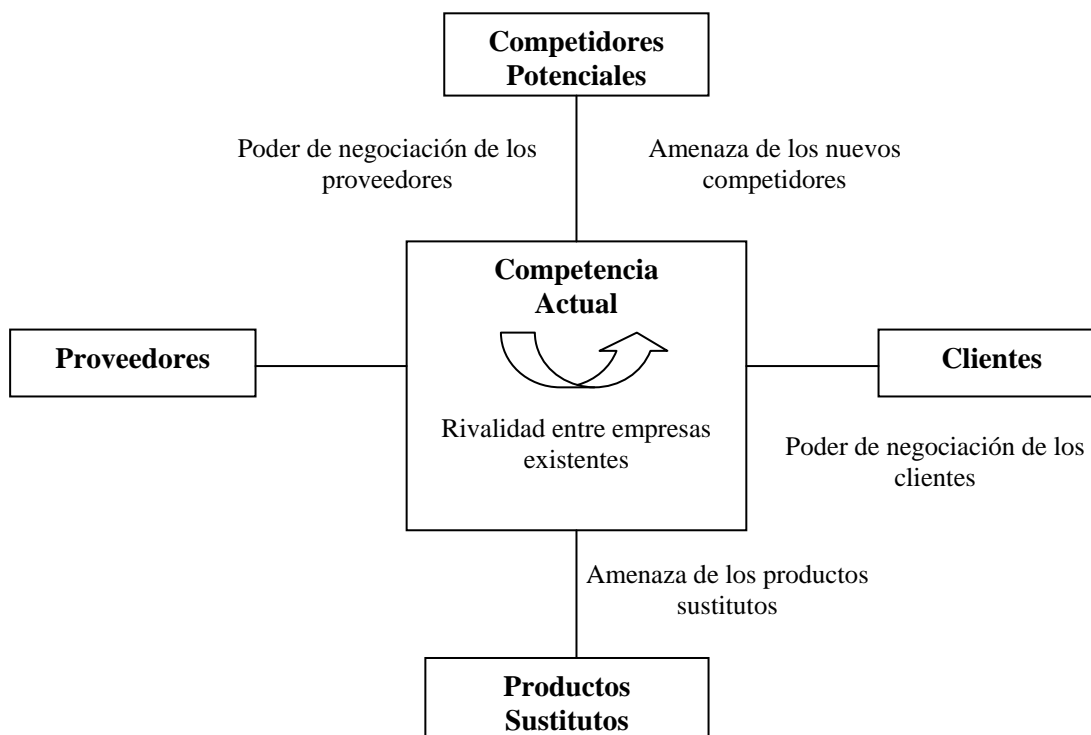 Competidores
Potenciales
Poder de negociación de los
proveedores
Amenaza de los nuevos
competidores
Competencia
Actual
Proveedores
Clientes
Rivalidad entre empresas
existentes
Poder de negociación de los
clientes
Amenaza de los productos
sustitutos
Productos
Sustitutos